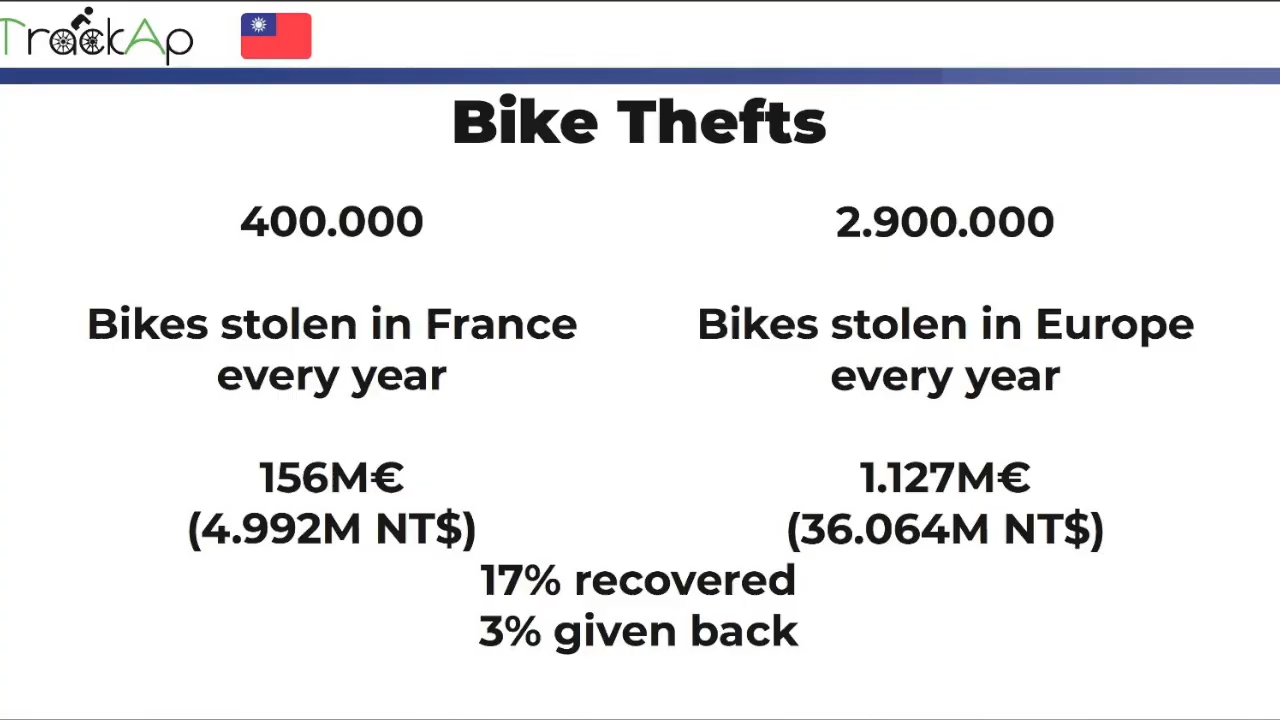 TrackAp
Bike Thefts
400.000
Bikes stolen in France
every year
156M€
(4.992M NT$)
2.900.000
Bikes stolen in Europe
every year
1.127M€
(36.064M NT$)
17% recovered
3% given back